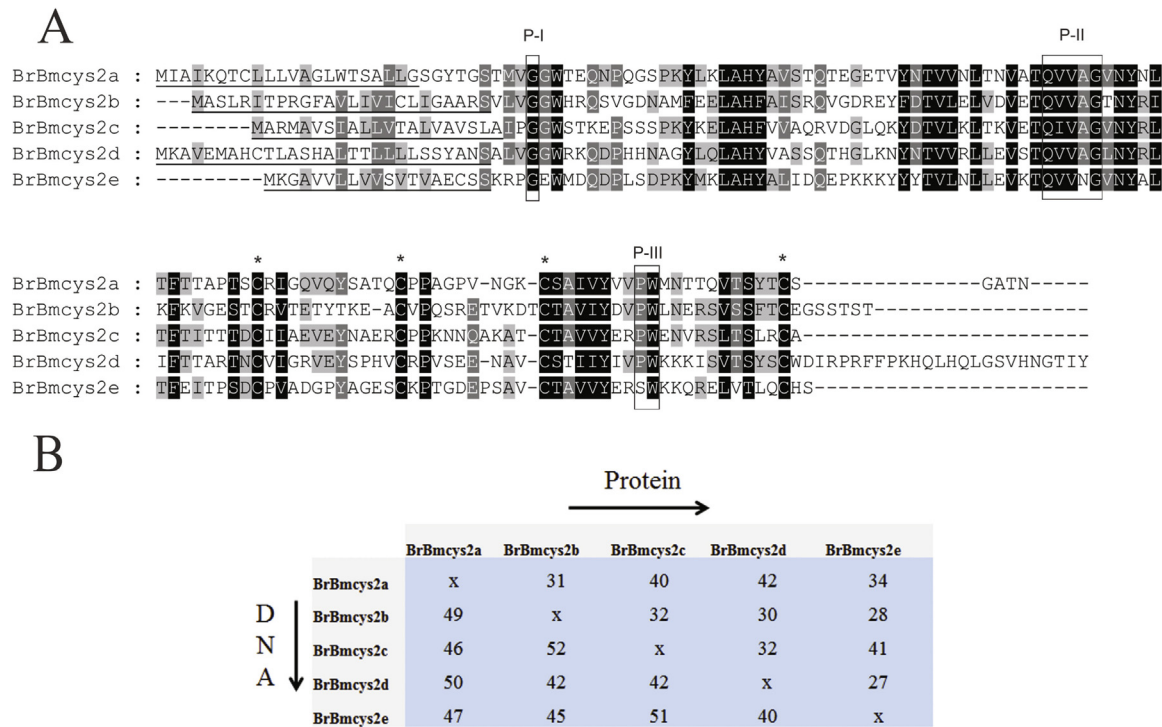 A
P-I
P-II
BrBmcys2a : MIAIKQTCLLLVAGLWTSALLGSGYTGSTMVGGWTEQNPQGSPKYLKLAHYAVSTQTEGETVYNTVVNLTNVATQVVAGVNYNL
BrBmcys2b : ---MASLRITPRGFAVLIVICLIGAARSVLVGGWHRQSVGDNAMFEELAHFAISRQVGDREYFDTVLELVDVETQVVAGTNYRI
BrBmcys2c : --------MARMAVSIALLVTALVAVSLAIPGGWSTKEPSSSPKYKELAHFVVAQRVDGLQKYDTVLKLTKVETQIVAGLNYRL
BrBmcys2d : MKAVEMAHCTLASHALTTLLLLSSYANSALVGGWRKQDPHHNAGYLQLAHYAVASSQTHGLKNYNTVVRLLEVSTQVVAGLNYRL
BrBmcys2e : ---------MKGAVVLLVVSVTVAECSSKRPGEWMDQDPLSDPKYMKLAHYALIDQEPKKKYYTVLNLLEVKTQVVNGVNYAL
* * * P-III *
BrBmcys2a : TFTTAPTSCRIGQVQYSATQCPPAGPV-NGK-CSAIVYVVPWMNTTQVTSYTCS---------------GATN-----
BrBmcys2b : KFKVGESTCRVTETYTKE-ACVPQSRETVKDTCTAVIYDVPWLNERSVSSFTCEGSSTST------------------
BrBmcys2c : TFTITTTDCIIAEVEYNAERCPPKNNQAKAT-CTAVVYERPWENVRSLTSLRCA------------------------
BrBmcys2d : IFTTARTNCVIGRVEYSPHVCRPVSEE-NAV-CSTIIYIVPWKKKISVTSYSCWDIRPRFFPKHQLHQLGSVHNGTIY
BrBmcys2e : TFEITPSDCPVADGPYAGESCKPTGDEPSAV-CTAVVYERSWKKQRELVTLQCHS-----------------------
B
Protein
BrBmcys2a BrBmcys2b BrBmcys2c BrBmcys2d BrBmcys2e
BrBmcys2a x 31 40 42 34
BrBmcys2b 49 x 32 30 28
BrBmcys2c 46 52 x 32 41
BrBmcys2d 50 42 42 x 27
BrBmcys2e 47 45 51 40 x
D
N
A